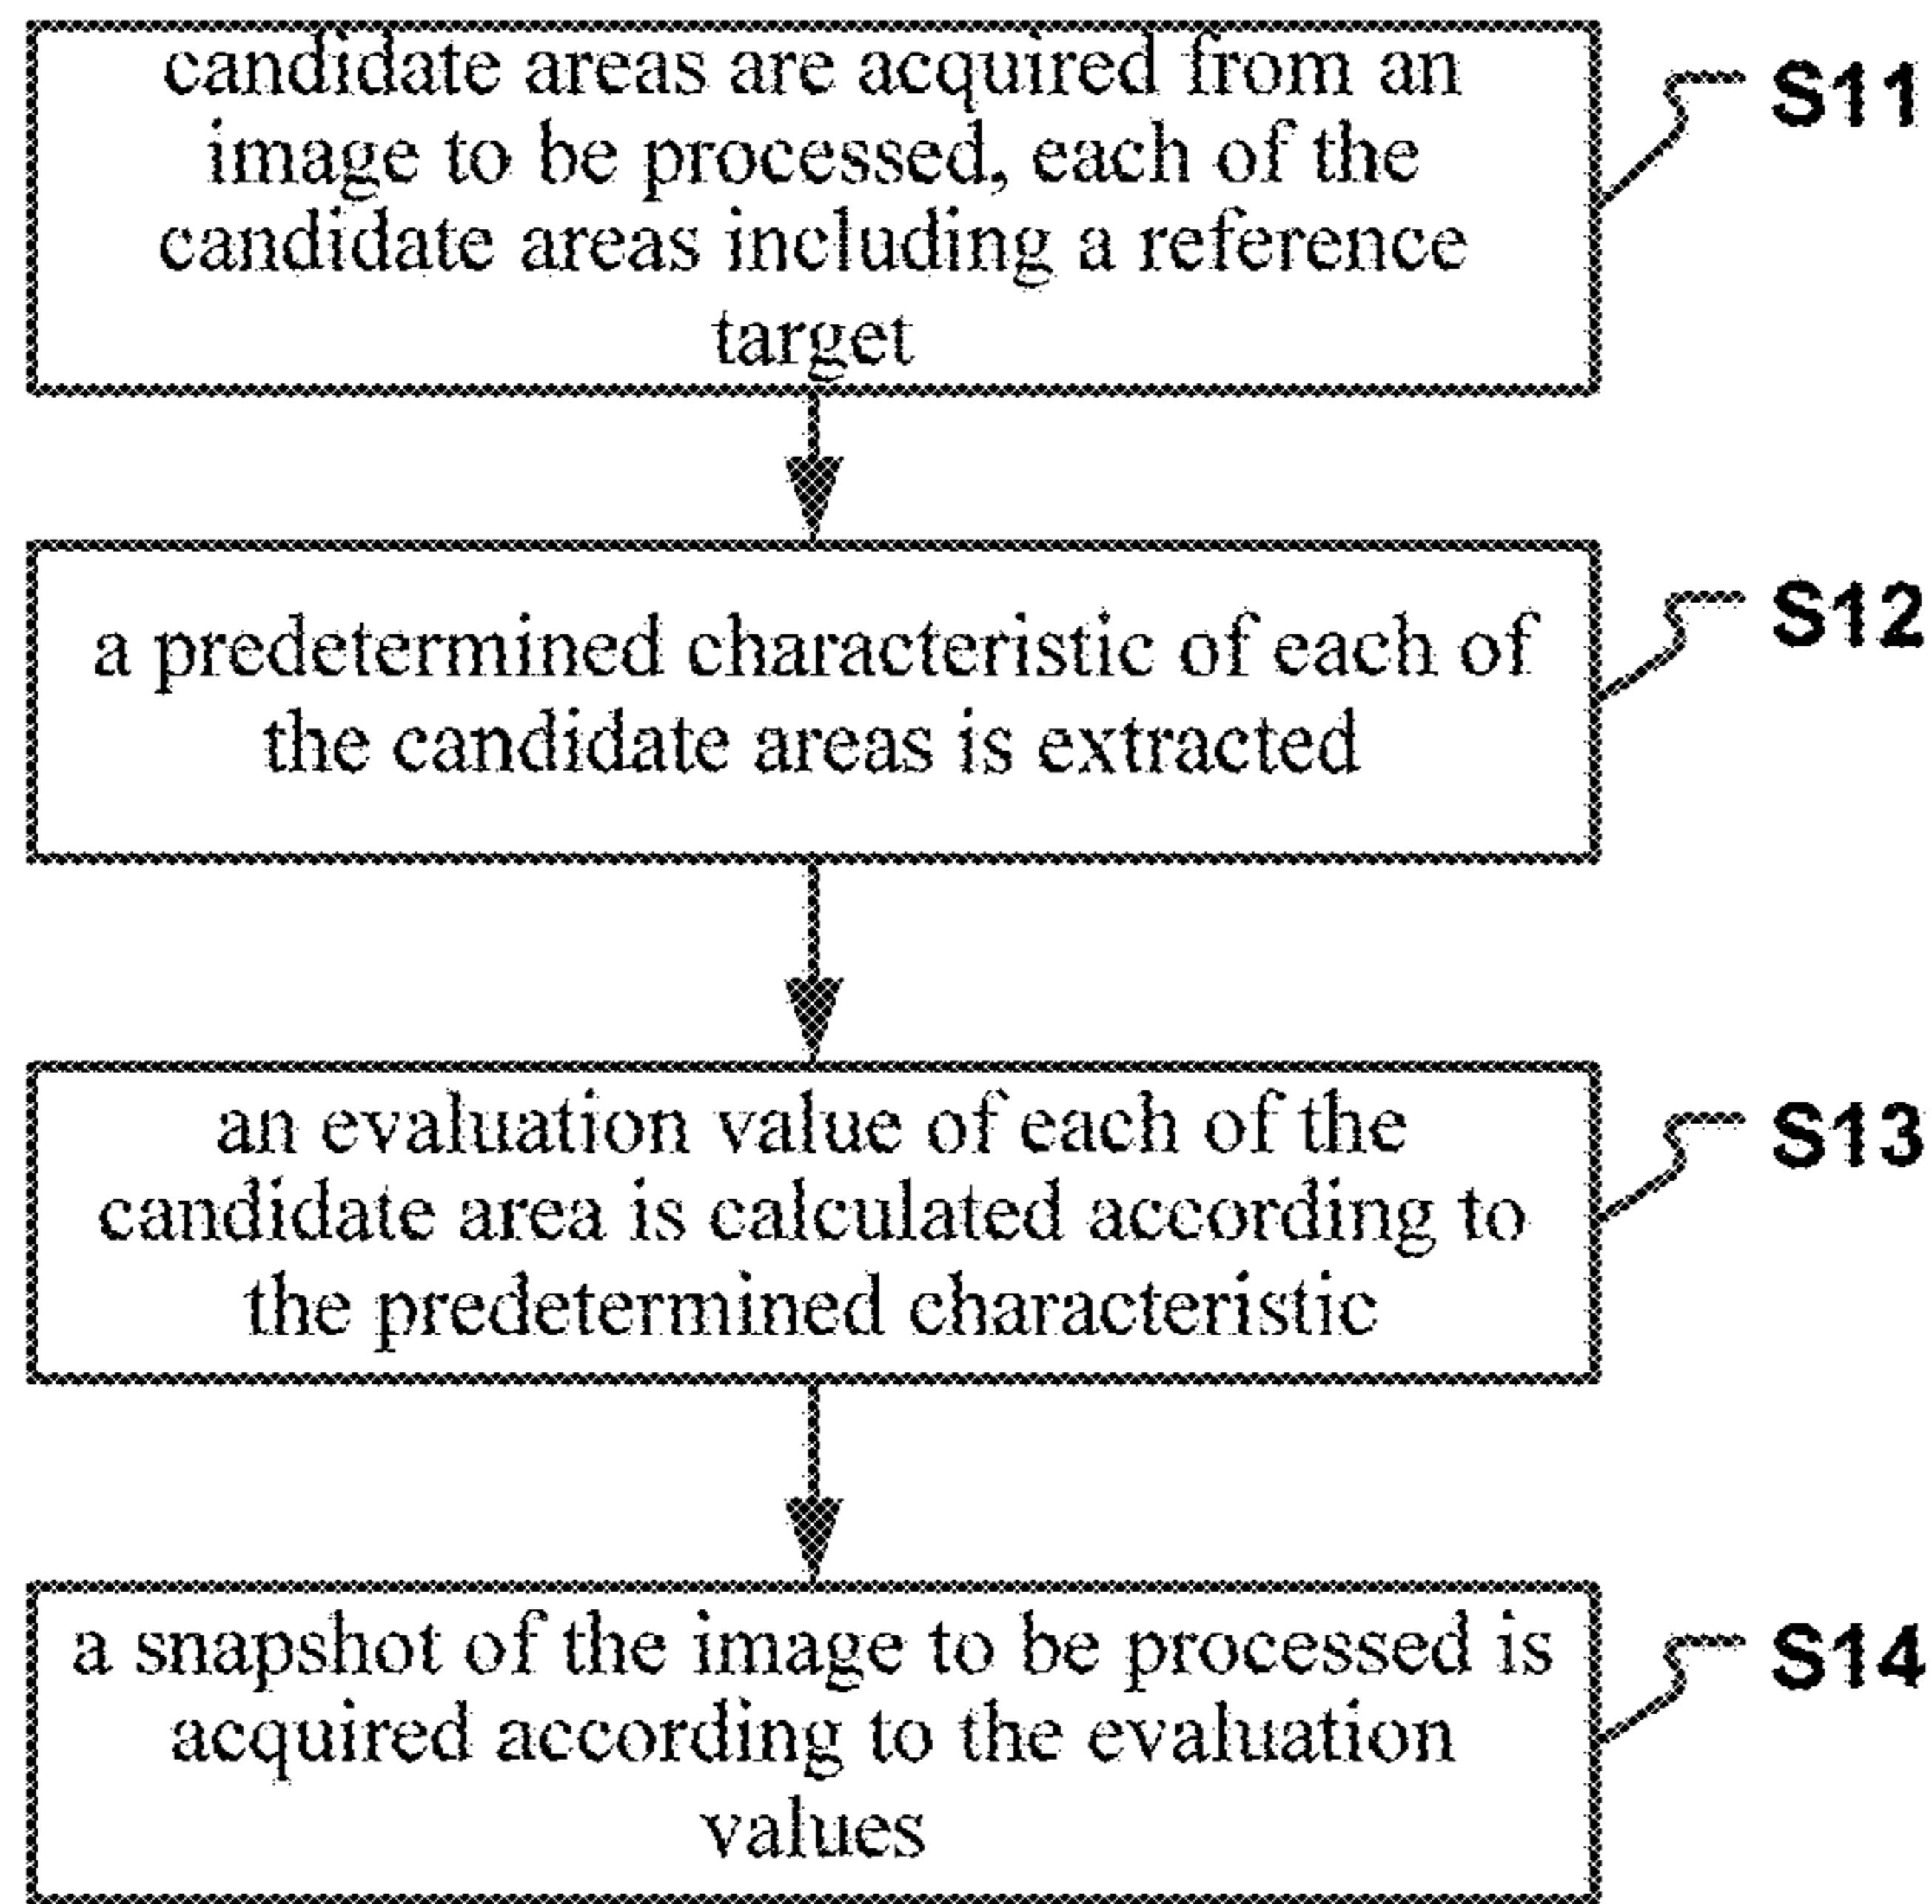 candidate areas are acquired from an
image to be processed, each of the
candidate areas including a reference
target
S11
a predetermined characteristic of each of
the candidate areas is extracted
S12
an evaluation value of each of the
candidate area is calculated according to
the predetermined characteristic
S13
a snapshot of the image to be processed is
acquired according to the evaluation
values
S14